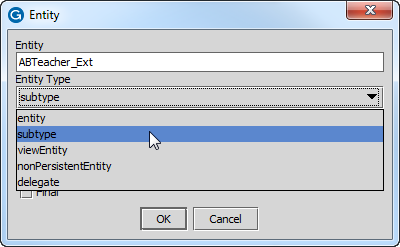 Entity
Entity
ABTeacher_Ext
Entity Type
subtype
entity
subtype
viewEntity
nonPersistentEntity
delegate
Final
OK Cancel